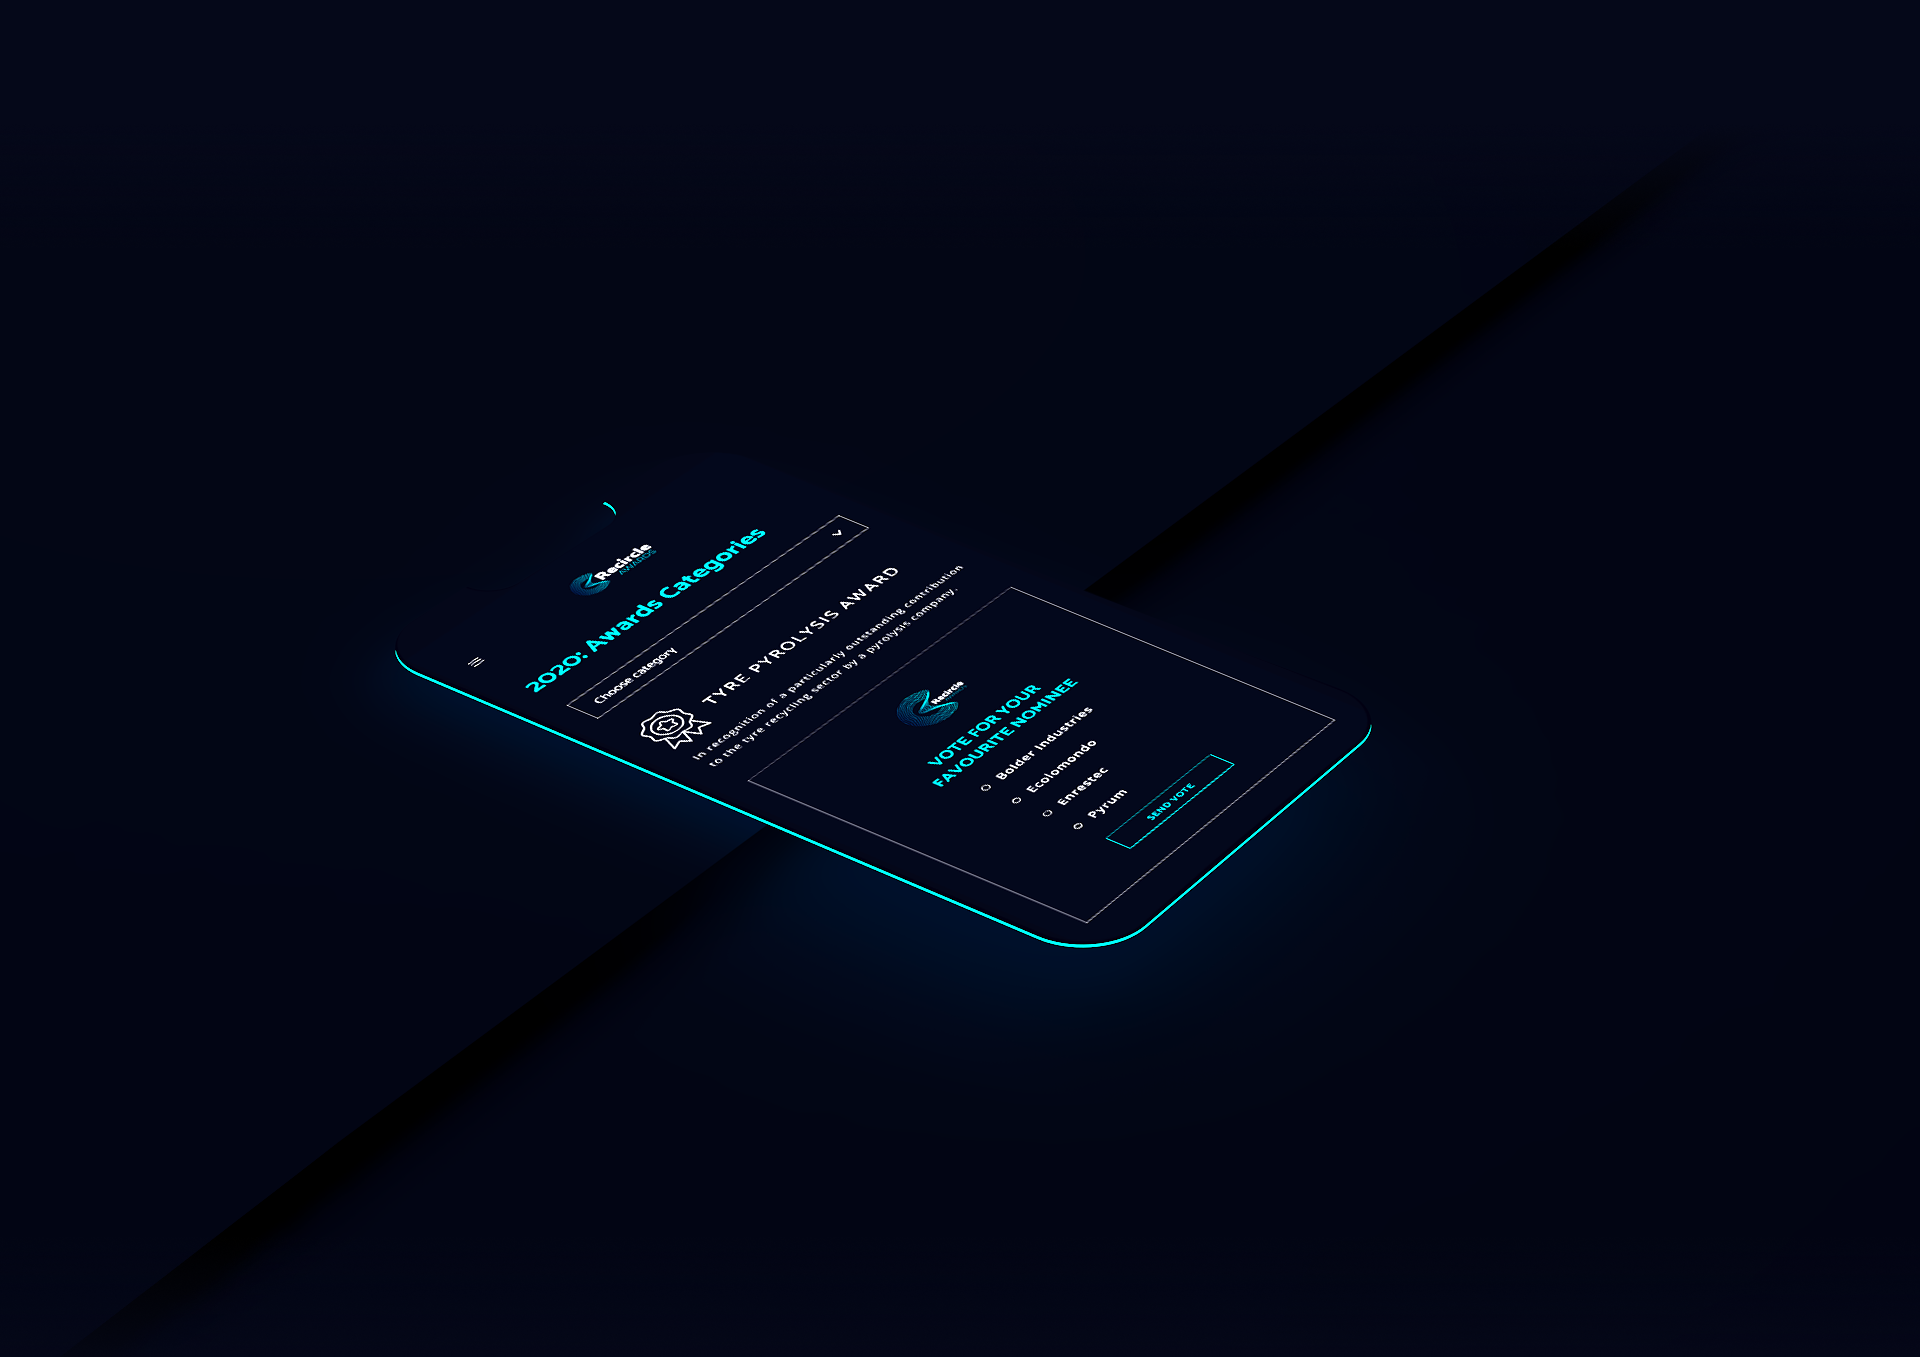 Recircle
AWARDS
2020: Awards Categories
Choose category
TYRE PYROLYSIS AWARD
In recognition of a particularly outstanding contribution
to the tyre recycling sector by a pyrolysis company.
Recircle
VOTE FOR YOUR
FAVOURITE NOMINEE
Bolder Industries
Ecolomondo
Enrestec
Pyrum
SEND VOTE